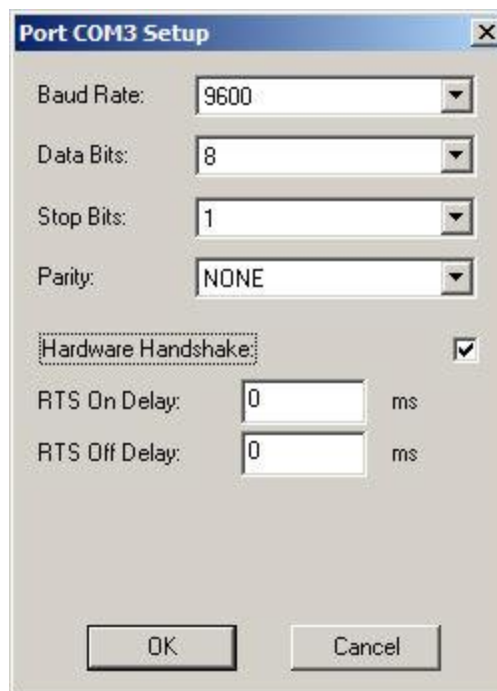 Port COM3 Setup
Baud Rate: 9600
Data Bits: 8
Stop Bits: 1
Parity: NONE
Hardware Handshake:
RTS On Delay: 0 ms
RTS Off Delay: 0 ms
OK Cancel